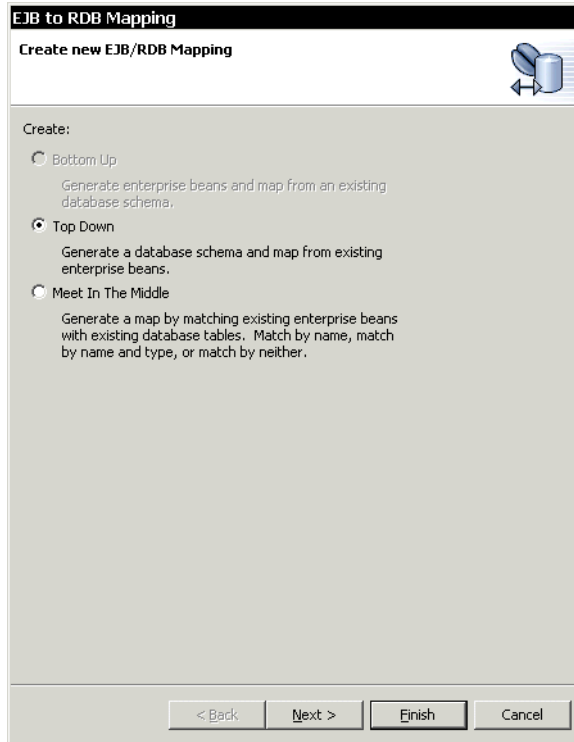 EJB to RDB Mapping
Create new EJB/RDB Mapping
Create:
Bottom Up
Generate enterprise beans and map from an existing
database schema.
Top Down
Generate a database schema and map from existing
enterprise beans.
Meet In The Middle
Generate a map by matching existing enterprise beans
with existing database tables.  Match by name, match
by name and type, or match by neither.
< Back
Next >
Finish
Cancel